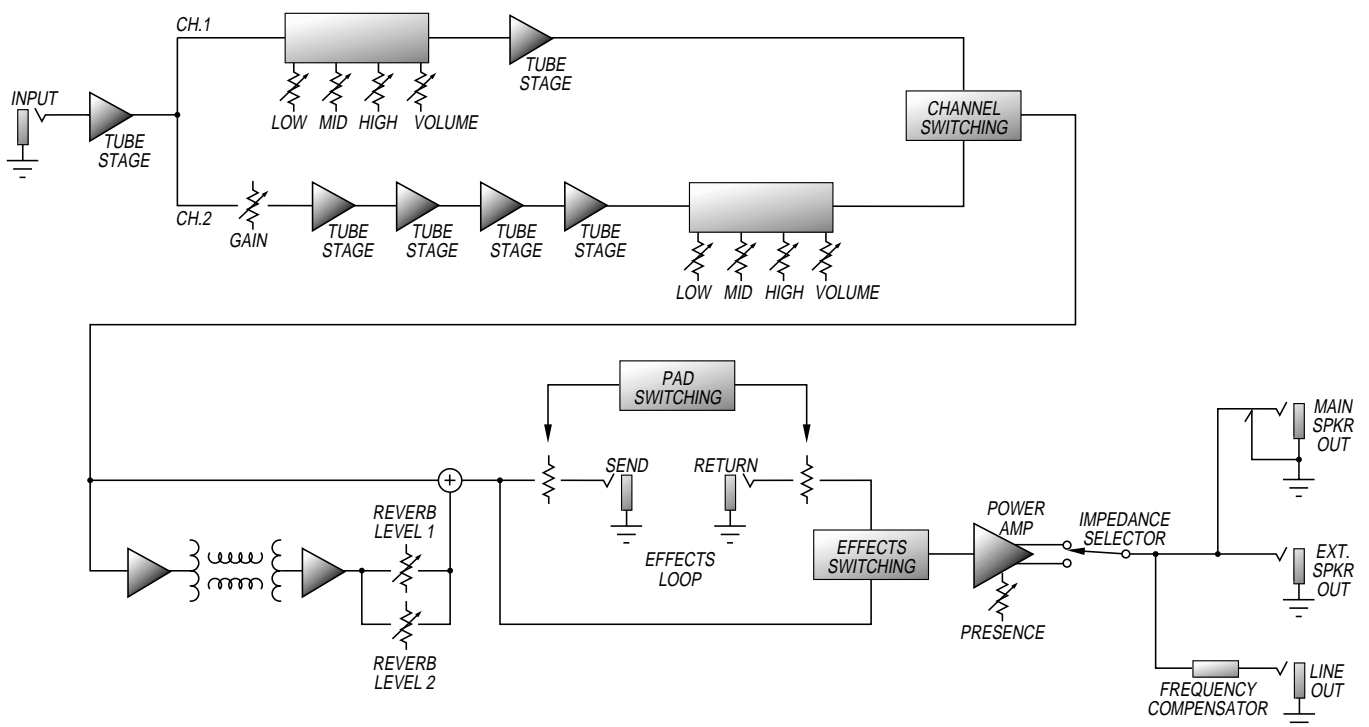 CH.1
LOW MID HIGH VOLUME
TUBE
STAGE
INPUT
TUBE
STAGE
CHANNEL
SWITCHING
CH.2
GAIN
TUBE
STAGE
TUBE
STAGE
TUBE
STAGE
TUBE
STAGE
LOW MID HIGH VOLUME
PAD
SWITCHING
SEND
RETURN
EFFECTS
LOOP
REVERB
LEVEL 1
REVERB
LEVEL 2
EFFECTS
SWITCHING
POWER
AMP
PRESENCE
IMPEDANCE
SELECTOR
MAIN
SPKR
OUT
EXT.
SPKR
OUT
FREQUENCY
COMPENSATOR
LINE
OUT